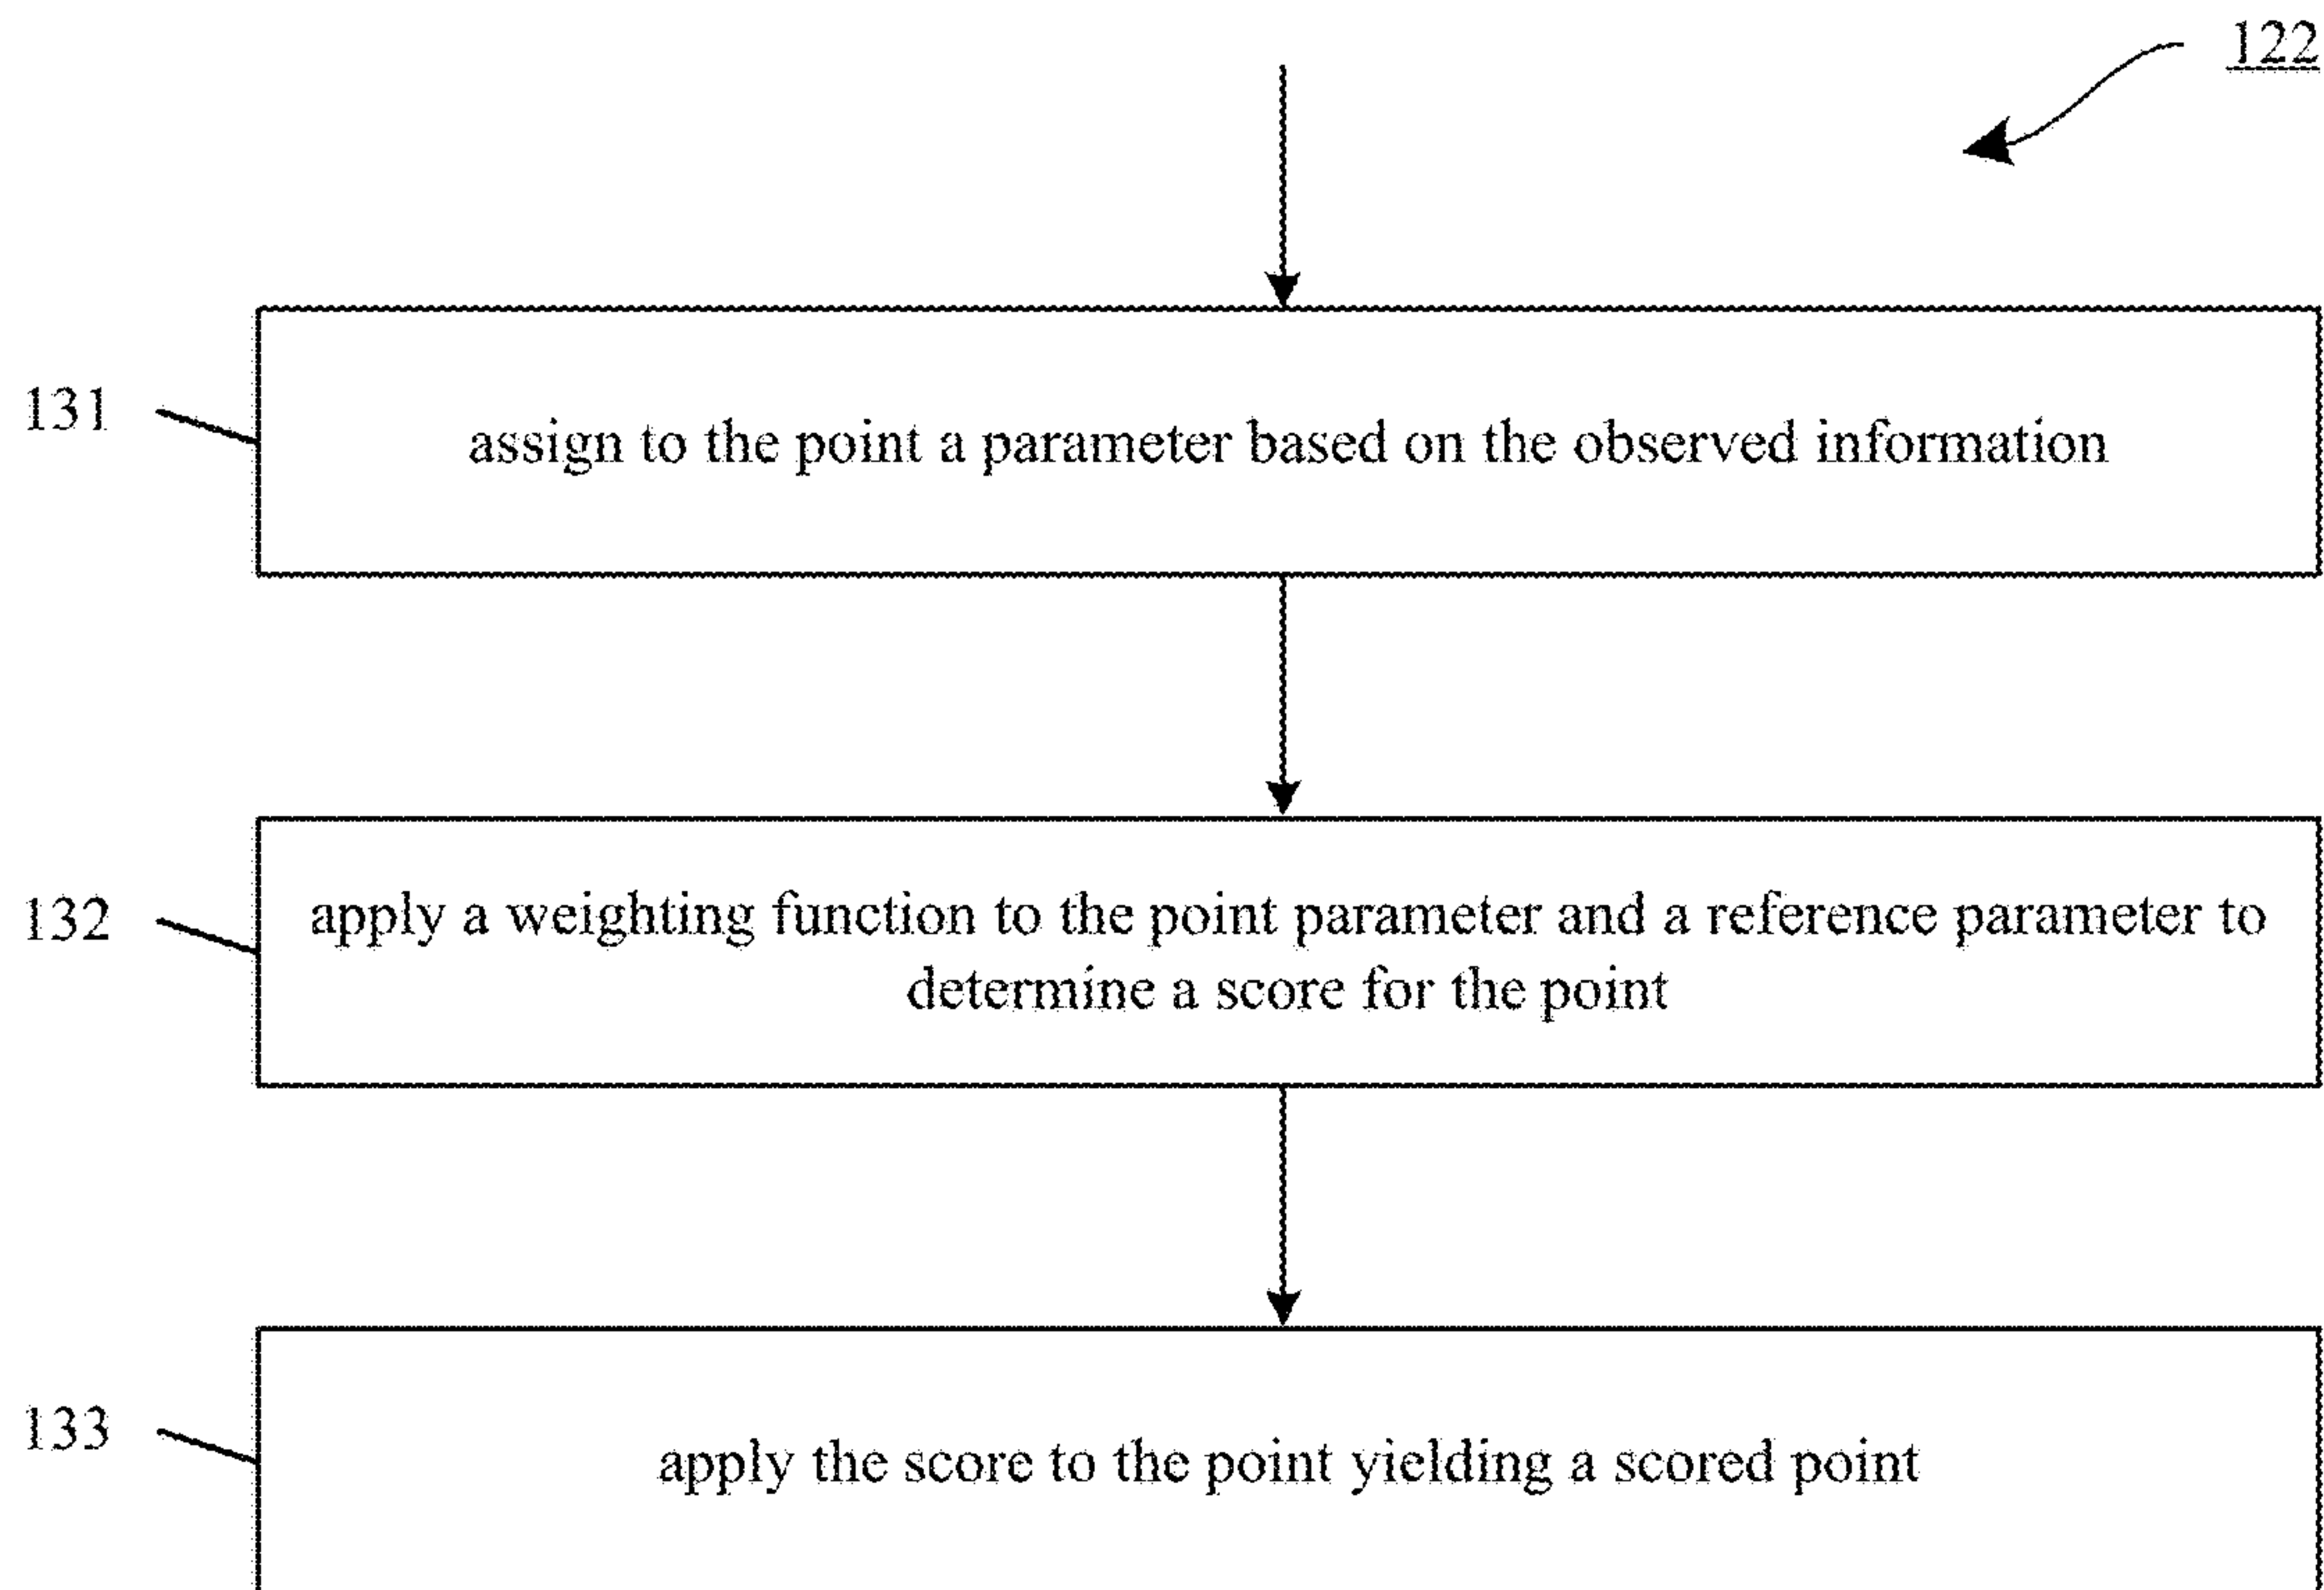 122
131
assign to the point a parameter based on the observed information
132
apply a weighting function to the point parameter and a reference parameter to
determine a score for the point
133
apply the score to the point yielding a scored point